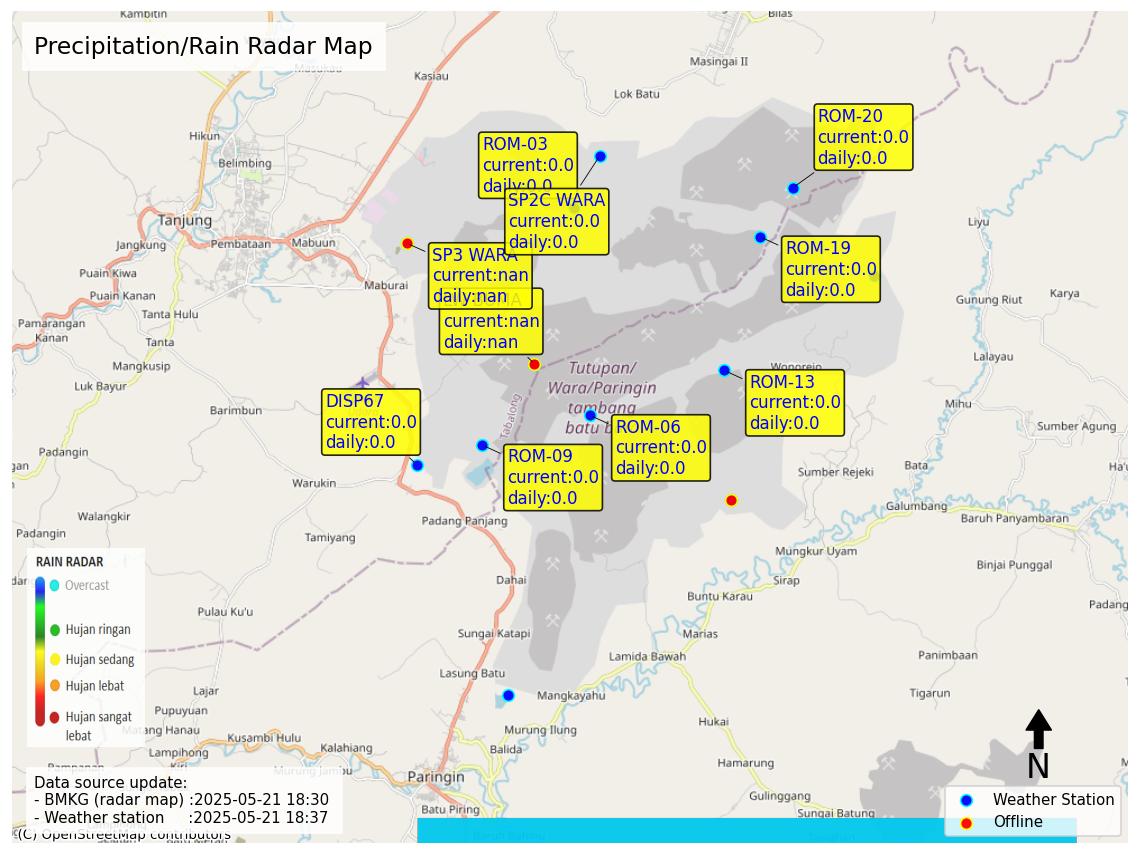 Kambitin
Bilas
Precipitation/Rain Radar Map
Masukau
Kasiau
Masingai II
Lok Batu
Hikun
Belimbing
ROM-03
current:0.0
daily:0.0
ROM-20
current:0.0
daily:0.0
SP2C WARA
current:0.0
daily:0.0
Tanjung
Jangkung
Pembataan
Mabuun
Liyu
SP3 WARA
current:nan
daily:nan
ROM-19
current:0.0
daily:0.0
Puain Kiwa
Puain Kanan
Maburai
Tanta Hulu
Gunung Riut
Karya
current:nan
daily:nan
Pamarangan
Kanan
Tanta
Mangkusip
Luk Bayur
Lalayau
Wonorejo
Tutupan/
Wara/Paringin
tambang
batu b
ROM-13
current:0.0
daily:0.0
DISP67
current:0.0
daily:0.0
Tabalong
Barimbun
Mihu
Sumber Agung
ROM-06
current:0.0
daily:0.0
ROM-09
current:0.0
daily:0.0
Padangin
Warukin
Sumber Rejeki
Bata
Galumbang
Baruh Panyambaran
Walangkir
Padangin
Padang Panjang
Tamiyang
Mungkur Uyam
Binjai Punggal
RAIN RADAR
Overcast
Hujan ringan
Hujan sedang
Hujan lebat
Hujan sangat
lebat
Dahai
Sirap
Buntu Karau
Padang
Pulau Ku'u
Sungai Katapi
Marias
Lamida Bawah
Panimbaan
Lasung Batu
Tigarun
Lajar
Mangkayahu
Pupuyuan
Matang Hanau
Murung Ilung
Hukai
Kusambi Hulu
Lampihong
Kalahiang
Balida
Hamarung
Murung Jambu
Paringin
Gulinggang
Batu Piring
Sungai Batung
N
Data source update:
- BMKG (radar map) :2025-05-21 18:30
- Weather station :2025-05-21 18:37
(C) OpenStreetMap contributors
Weather Station
Offline